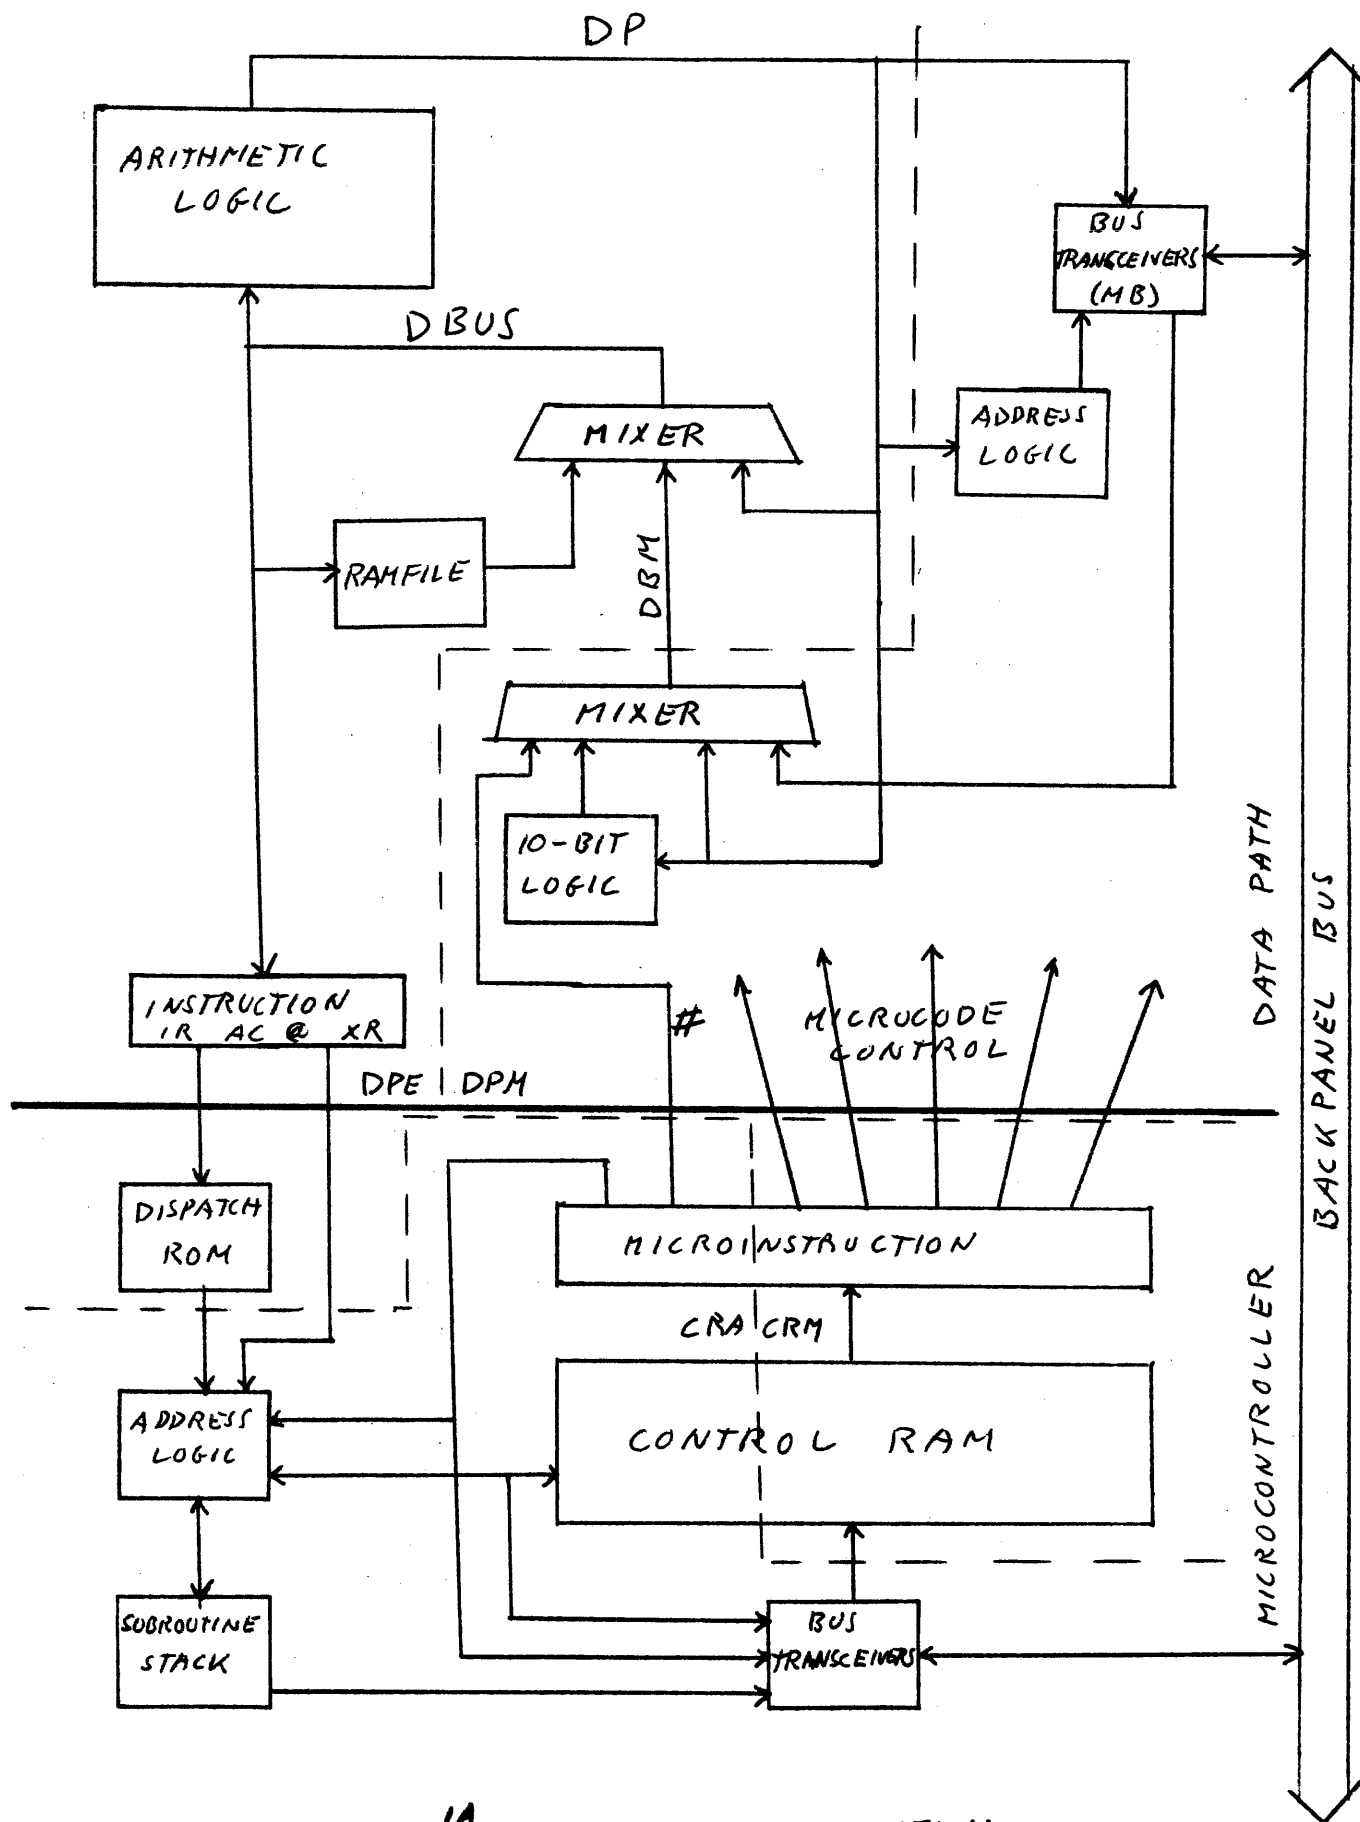 DP
ARITHMETIC
LOGIC
BUS
TRANSCEIVERS
(MB)
DBUS
MIXER
ADDRESS
LOGIC
RAMFILE
DBM
MIXER
10-BIT
LOGIC
DATA PATH
BACKPANEL BUS
INSTRUCTION
IR AC @ XR
#
MICROCODE
CONTROL
DPE DPM
DISPATCH
ROM
MICROINSTRUCTION
CRA CRM
ADDRESS
LOGIC
CONTROL RAM
MICROCONTROLLER
SUBROUTINE
STACK
BUS
TRANSCEIVERS
1A